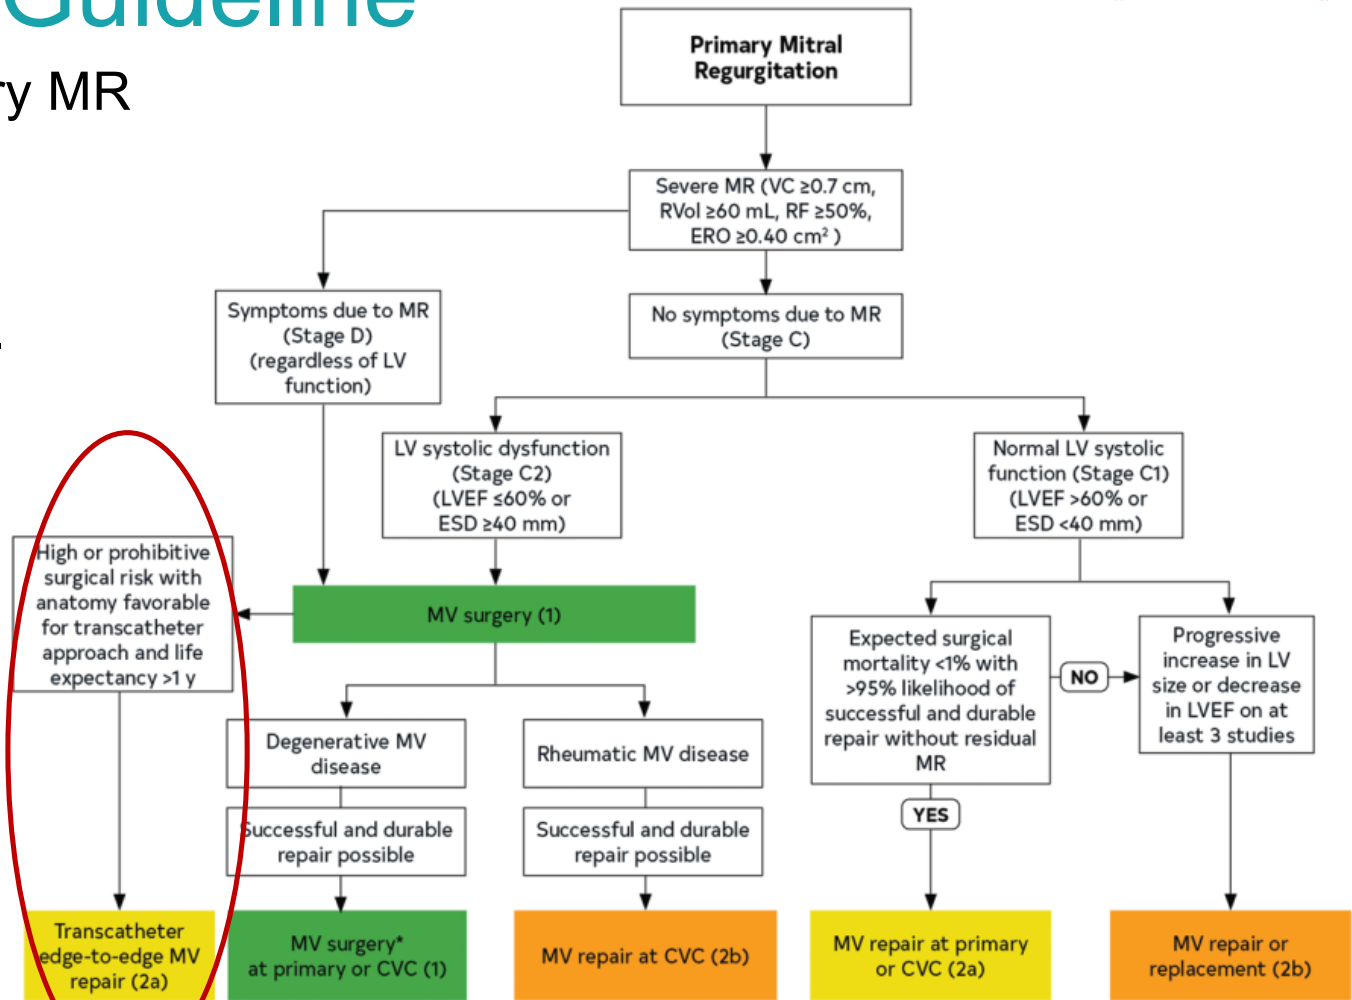 Guideline
ry MR
Primary Mitral
Regurgitation
Severe MR (VC ≥0.7 cm,
RVol ≥60 mL, RF ≥50%,
ERO ≥0.40 cm² )
Symptoms due to MR
(Stage D)
(regardless of LV
function)
No symptoms due to MR
(Stage C)
LV systolic dysfunction
(Stage C2)
(LVEF ≤60% or
ESD ≥40 mm)
Normal LV systolic
function (Stage C1)
(LVEF >60% or
ESD <40 mm)
High or prohibitive
surgical risk with
anatomy favorable
for transcatheter
approach and life
expectancy >1 y
MV surgery (1)
Expected surgical
mortality <1% with
>95% likelihood of
successful and durable
repair without residual
MR
NO
Progressive
increase in LV
size or decrease
in LVEF on at
least 3 studies
Degenerative MV
disease
Rheumatic MV disease
YES
Successful and durable
repair possible
Successful and durable
repair possible
Transcatheter
edge-to-edge MV
repair (2a)
MV surgery*
at primary or CVC (1)
MV repair at CVC (2b)
MV repair at primary
or CVC (2a)
MV repair or
replacement (2b)